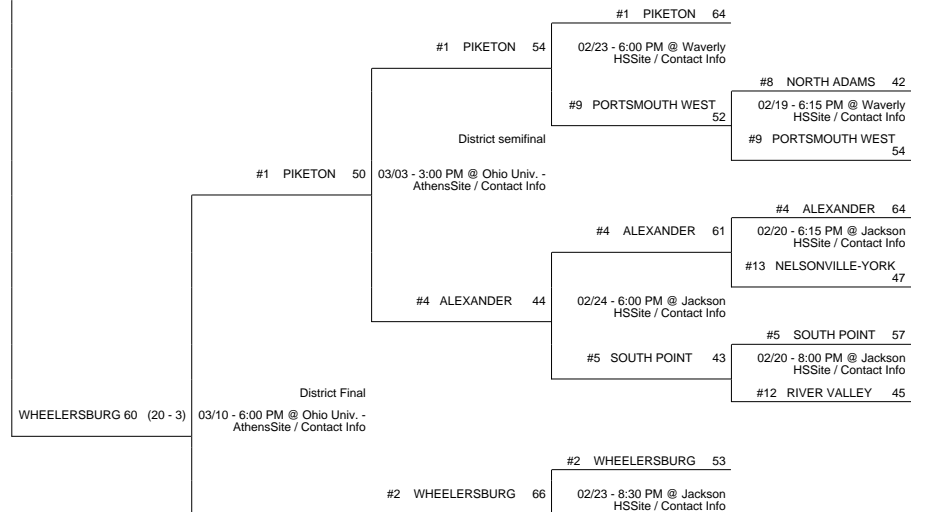 #1 PIKETON 64
#1 PIKETON 54
02/23 - 6:00 PM @ Waverly
HSSite / Contact Info
#8 NORTH ADAMS 42
#9 PORTSMOUTH WEST
52
02/19 - 6:15 PM @ Waverly
HSSite / Contact Info
District semifinal
#9 PORTSMOUTH WEST
54
#1 PIKETON 50
03/03 - 3:00 PM @ Ohio Univ. -
AthensSite / Contact Info
#4 ALEXANDER 64
#4 ALEXANDER 61
02/20 - 6:15 PM @ Jackson
HSSite / Contact Info
#13 NELSONVILLE-YORK
47
#4 ALEXANDER 44
02/24 - 6:00 PM @ Jackson
HSSite / Contact Info
#5 SOUTH POINT 57
#5 SOUTH POINT 43
02/20 - 8:00 PM @ Jackson
HSSite / Contact Info
District Final
#12 RIVER VALLEY 45
WHEELERSBURG 60 (20 - 3)
03/10 - 6:00 PM @ Ohio Univ. -
AthensSite / Contact Info
#2 WHEELERSBURG 53
#2 WHEELERSBURG 66
02/23 - 8:30 PM @ Jackson
HSSite / Contact Info